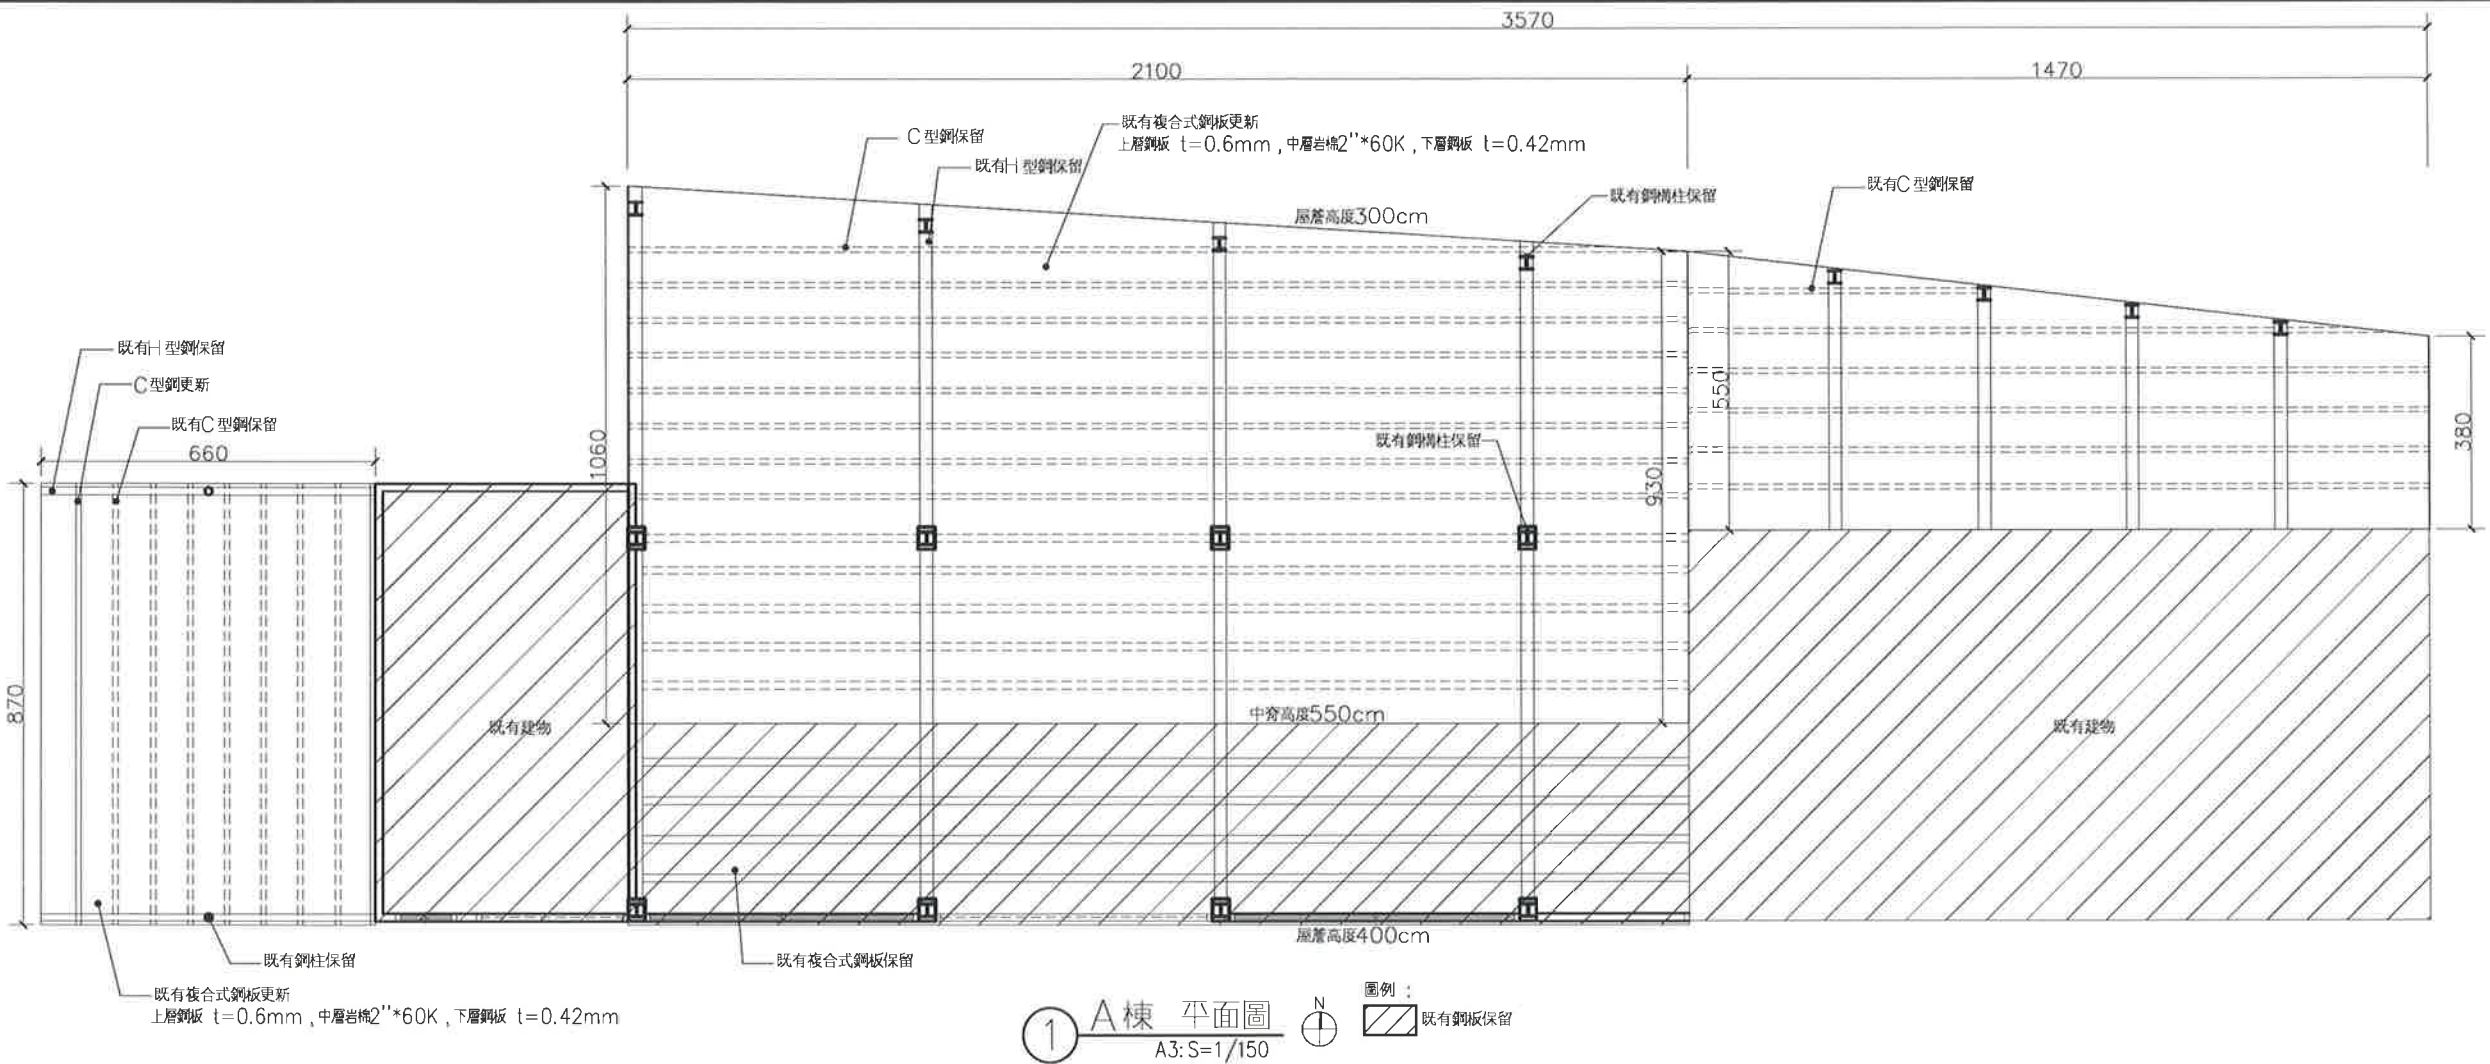 3570
2100
1470
既有複合式鋼板更新
上層鋼板 t=0.6mm , 中層岩棉2''*60K , 下層鋼板 t=0.42mm
C 型鋼保留
既有H 型鋼保留
既有鋼構柱保留
既有C 型鋼保留
屋簷高度300cm
既有H 型鋼保留
C 型鋼更新
既有C 型鋼保留
660
1060
550
380
既有鋼構柱保留
930
870
既有建物
中脊高度550cm
既有建物
屋簷高度400cm
既有鋼柱保留
既有複合式鋼板保留
既有複合式鋼板更新
上層鋼板 t=0.6mm , 中層岩棉2''*60K , 下層鋼板 t=0.42mm
1
A棟 平面圖
A3: S=1/150
N
圖例 :
既有鋼板保留